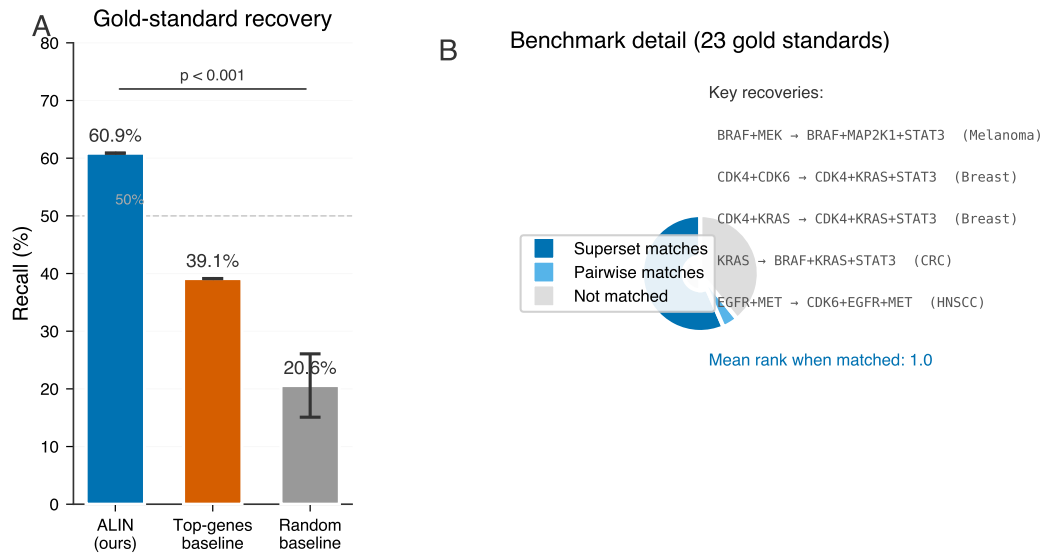 A
Gold-standard recovery
80
70
60
50
40
30
20
10
0
Recall (%)
p < 0.001
60.9%
50%
39.1%
20.6%
ALIN
(ours)
Top-genes
baseline
Random
baseline
B
Benchmark detail (23 gold standards)
Key recoveries:
BRAF+MEK → BRAF+MAP2K1+STAT3 (Melanoma)
CDK4+CDK6 → CDK4+KRAS+STAT3 (Breast)
CDK4+KRAS → CDK4+KRAS+STAT3 (Breast)
KRAS → BRAF+KRAS+STAT3 (CRC)
EGFR+MET → CDK6+EGFR+MET (HNSCC)
Superset matches
Pairwise matches
Not matched
Mean rank when matched: 1.0